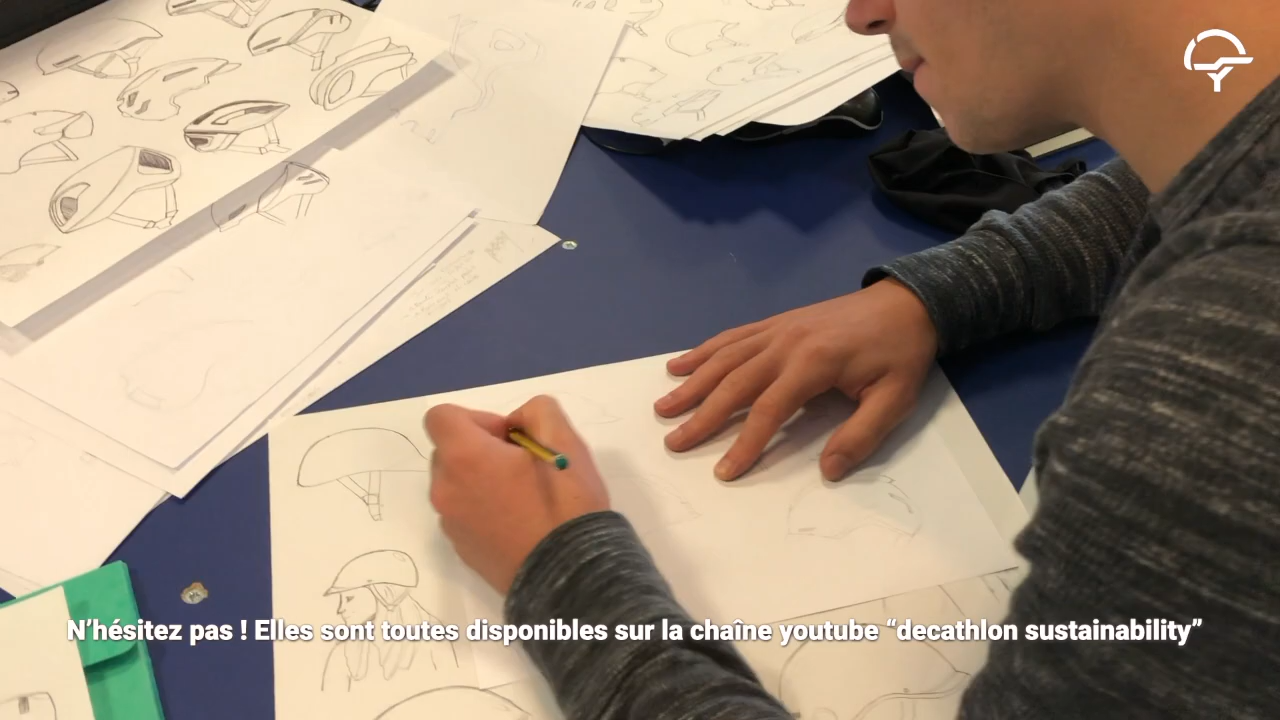 N’hésitez pas ! Elles sont toutes disponibles sur la chaîne youtube “decathlon sustainability”